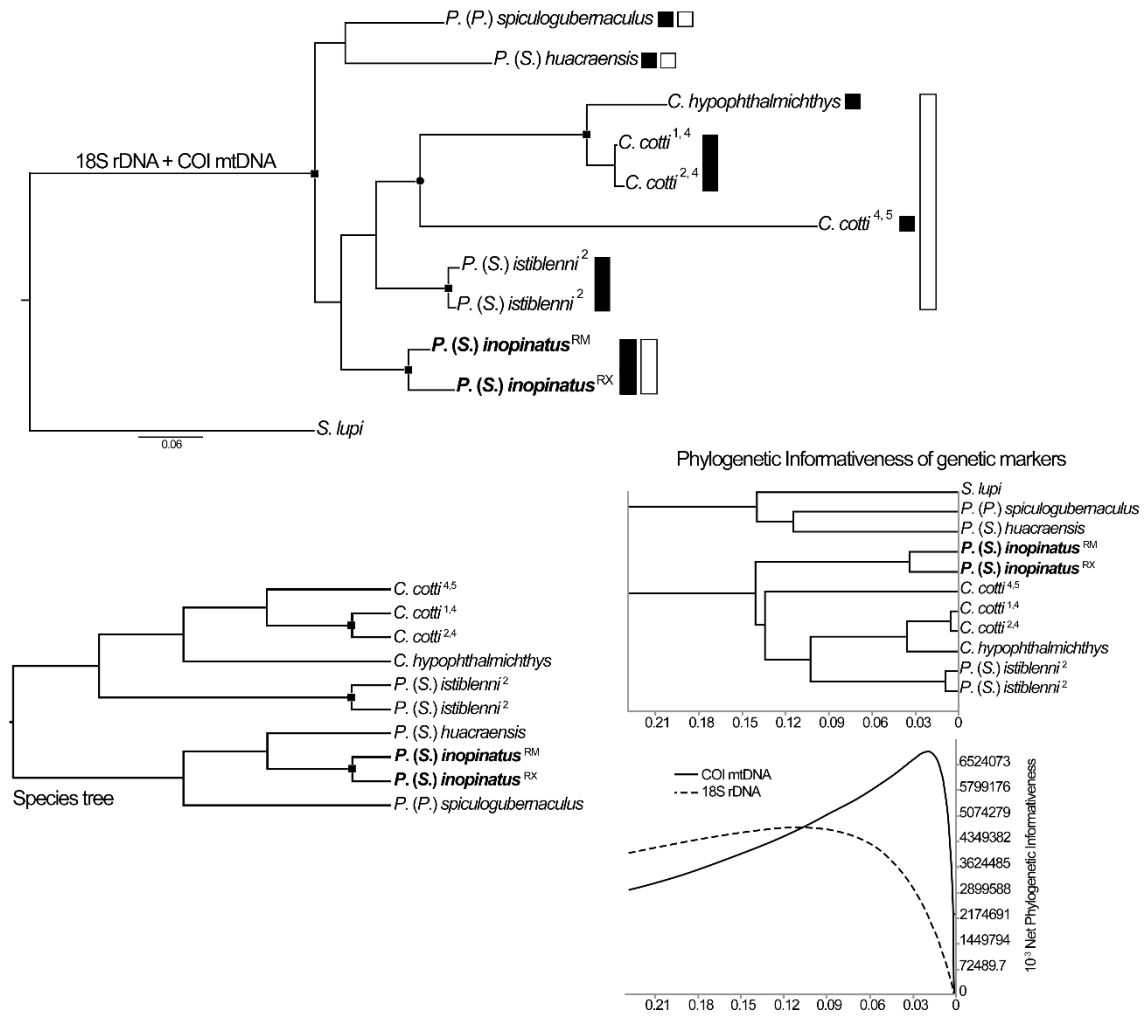 P. (P.) spiculogubernaculus
P. (S.) huacraensis
C. hypophthalmichthys
18S rDNA + COI mtDNA
C. cotti 1, 4
C. cotti 2, 4
C. cotti 4, 5
P. (S.) istiblenni 2
P. (S.) istiblenni 2
P. (S.) inopinatus RM
P. (S.) inopinatus RX
S. lupi
0.06
Phylogenetic Informativeness of genetic markers
S. lupi
P. (P.) spiculogubernaculus
P. (S.) huacraensis
P. (S.) inopinatus RM
P. (S.) inopinatus RX
C. cotti 4,5
C. cotti 1,4
C. cotti 2,4
C. hypophthalmichthys
P. (S.) istiblenni 2
P. (S.) istiblenni 2
0.21 0.18 0.15 0.12 0.09 0.06 0.03 0
C. cotti 4,5
C. cotti 1,4
C. cotti 2,4
C. hypophthalmichthys
P. (S.) istiblenni 2
P. (S.) istiblenni 2
P. (S.) huacraensis
P. (S.) inopinatus RM
P. (S.) inopinatus RX
P. (P.) spiculogubernaculus
Species tree
COI mtDNA
18S rDNA
.6524073
.5799176
5074279
4349382
.3624485
.2899588
.2174691
.1449794
.72489.7
0
10-3 Net Phylogenetic Informativeness
0.21 0.18 0.15 0.12 0.09 0.06 0.03 0